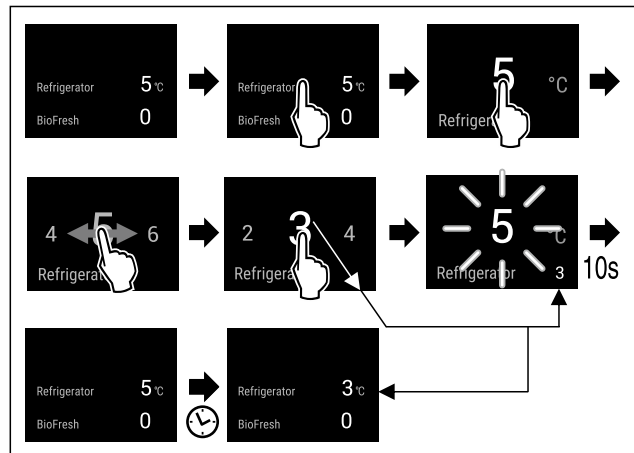 Refrigerator 5 °C
BioFresh 0
Refrigerator 5 °C
BioFresh 0
5 °C
Refriger
4 5 6
Refrigerat
2 3 4
Refrigera
5 °C
Refrigerator 3
10s
Refrigerator 5 °C
BioFresh 0
Refrigerator 3 °C
BioFresh 0